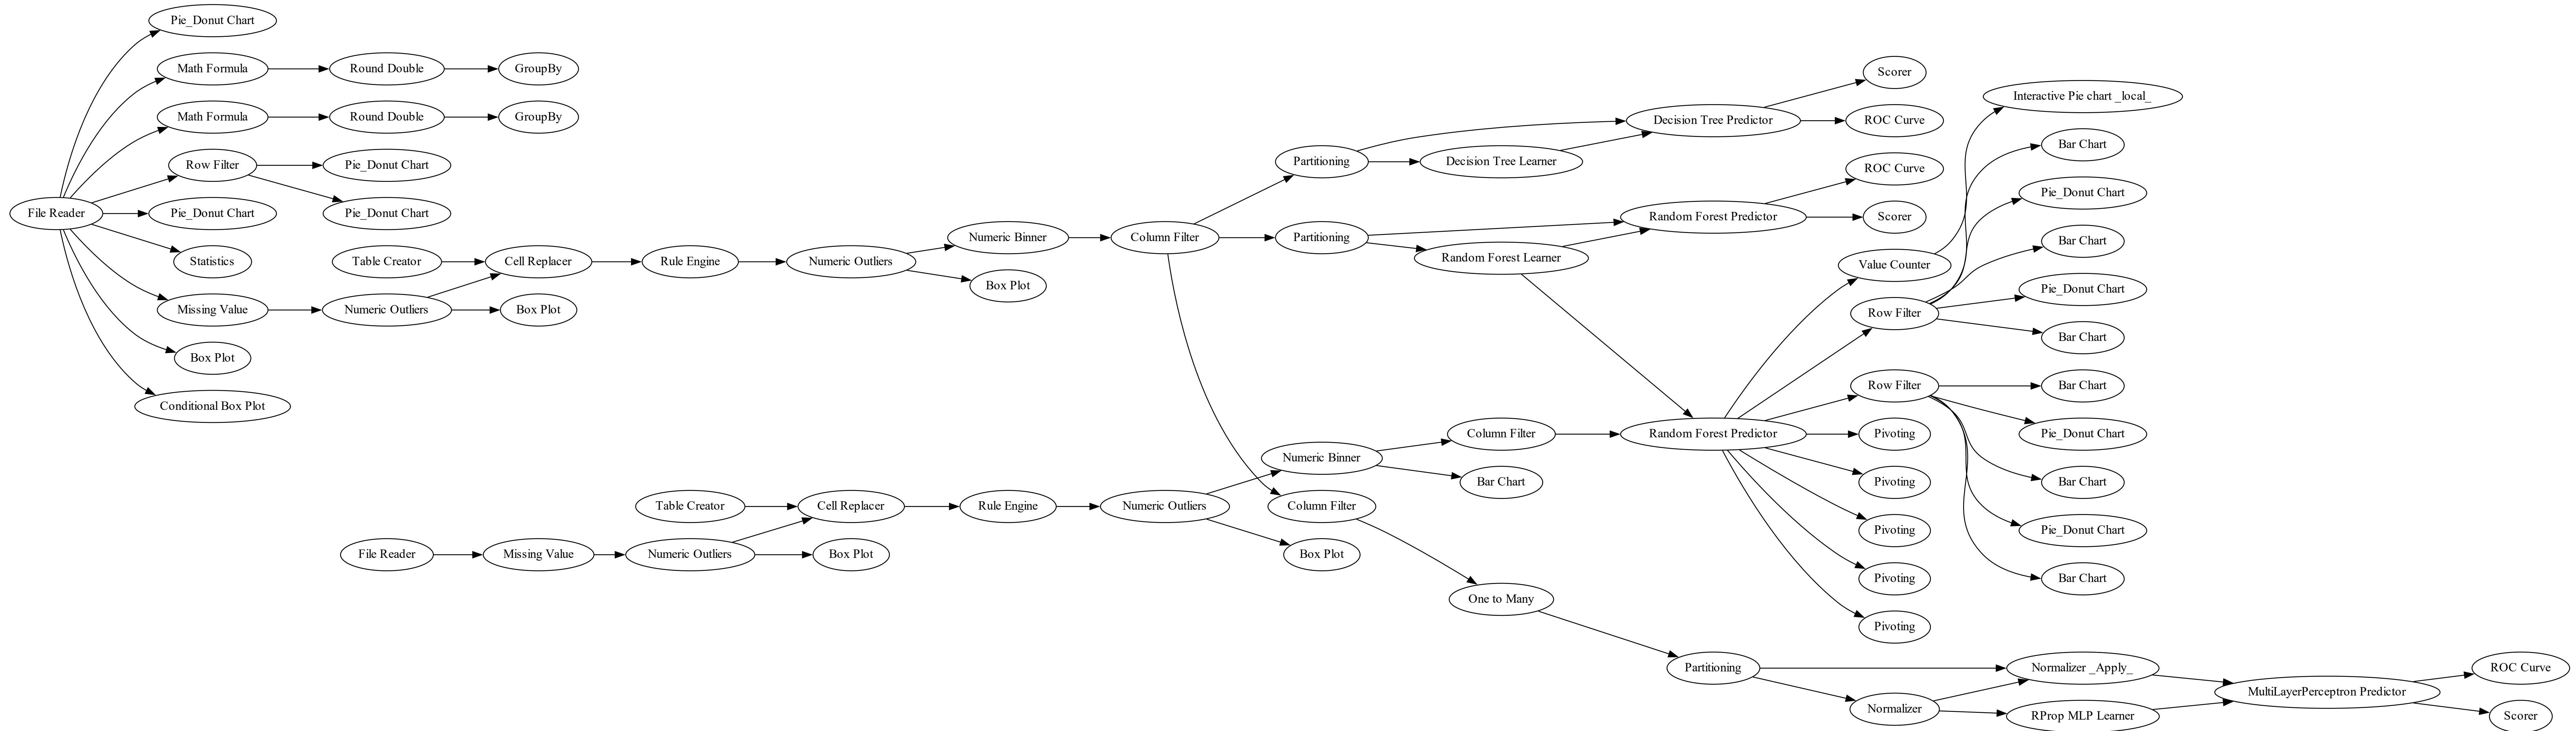 Pie_Donut Chart
Math Formula
Round Double
GroupBy
Math Formula
Round Double
GroupBy
Row Filter
Pie_Donut Chart
File Reader
Pie_Donut Chart
Pie_Donut Chart
Statistics
Table Creator
Cell Replacer
Rule Engine
Numeric Outliers
Numeric Binner
Box Plot
Missing Value
Numeric Outliers
Box Plot
Box Plot
Conditional Box Plot
Column Filter
Partitioning
Decision Tree Learner
Decision Tree Predictor
Scorer
ROC Curve
Partitioning
Random Forest Learner
Random Forest Predictor
ROC Curve
Scorer
Interactive Pie chart _local_
Bar Chart
Pie_Donut Chart
Bar Chart
Value Counter
Pie_Donut Chart
Row Filter
Bar Chart
Row Filter
Bar Chart
Random Forest Predictor
Pivoting
Pie_Donut Chart
Pivoting
Bar Chart
Pivoting
Pie_Donut Chart
Pivoting
Bar Chart
Pivoting
Column Filter
Numeric Binner
Bar Chart
Table Creator
Cell Replacer
Rule Engine
Numeric Outliers
Column Filter
File Reader
Missing Value
Numeric Outliers
Box Plot
Box Plot
One to Many
Partitioning
Normalizer _Apply_
Normalizer
RProp MLP Learner
MultiLayerPerceptron Predictor
ROC Curve
Scorer